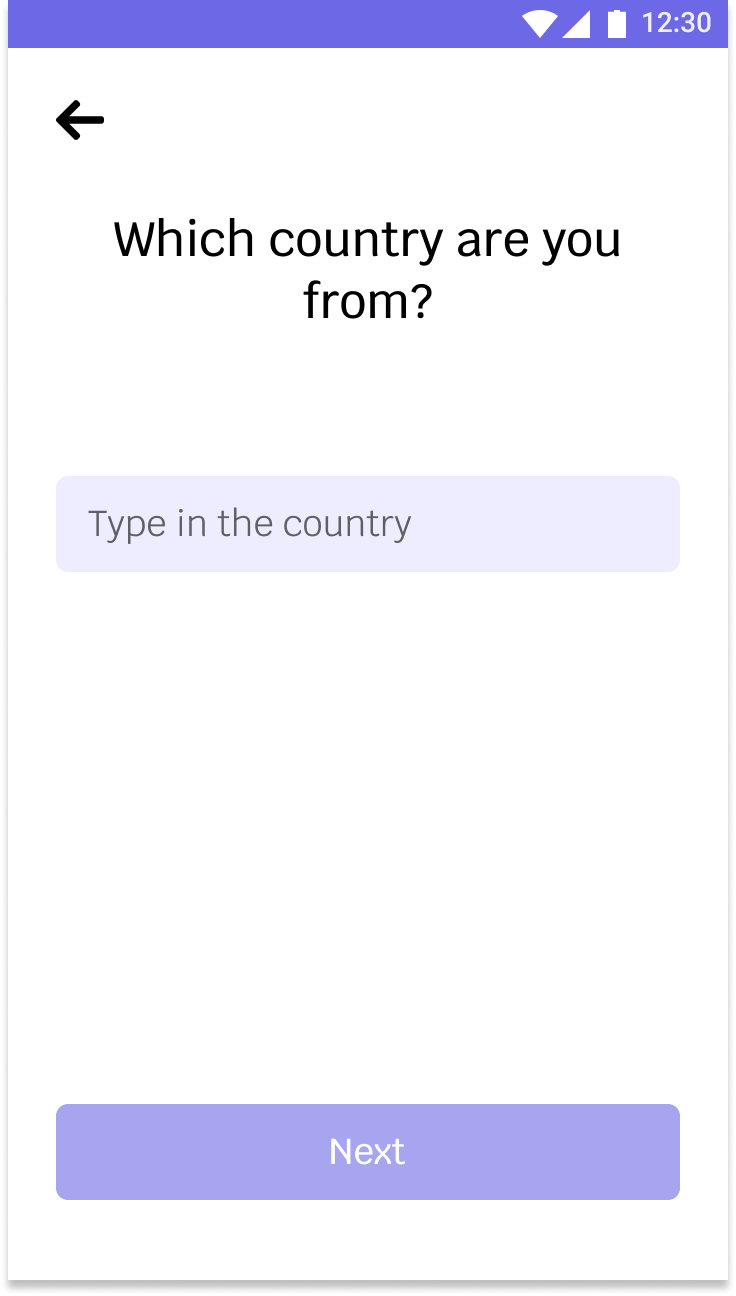 12:30
Which country are you
from?
Type in the country
Next